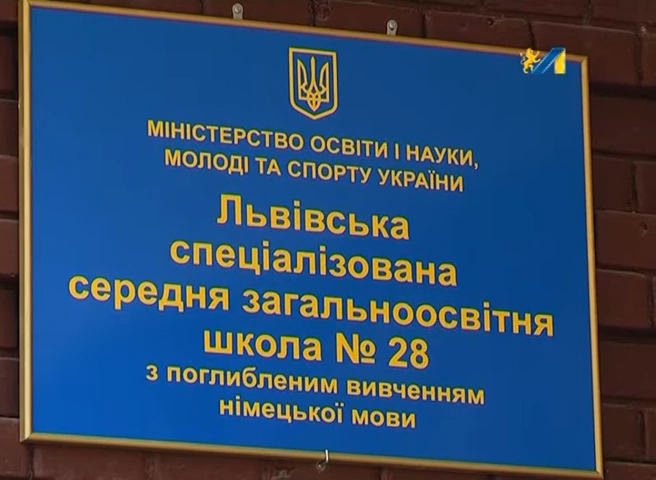 МІНІСТЕРСТВО ОСВІТИ І НАУКИ,
МОЛОДІ ТА СПОРТУ УКРАЇНИ
Львівська
спеціалізована
середня загальноосвітня
школа № 28
з поглибленим вивченням
німецької мови